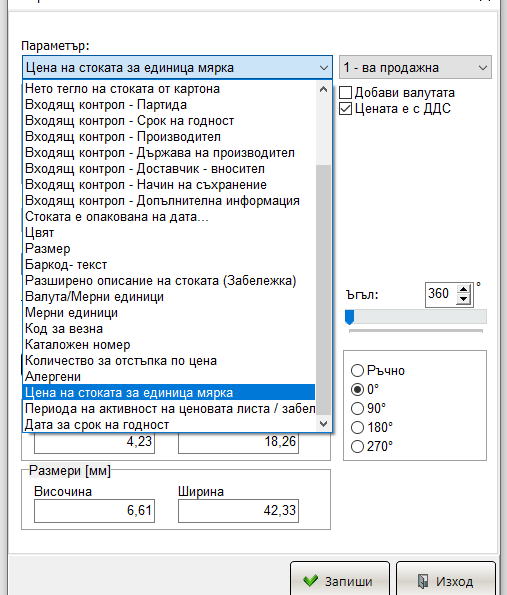 Параметър:
Цена на стоката за единица мярка
1 - ва продажна
Добави валутата
Цената е с ДДС
Нето тегло на стоката от картона
Входящ контрол - Партида
Входящ контрол - Срок на годност
Входящ контрол - Производител
Входящ контрол - Държава на производител
Входящ контрол - Доставчик - вносител
Входящ контрол - Начин на съхранение
Входящ контрол - Допълнителна информация
Стоката е опакована на дата...
Цвят
Размер
Баркод- текст
Разширено описание на стоката (Забележка)
Валута/Мерни единици
Мерни единици
Код за везна
Каталожен номер
Количество за отстъпка по цена
Алергени
Цена на стоката за единица мярка
Периода на активност на ценовата листа / забел
Дата за срок на годност
Ъгъл:
360 °
Ръчно
0°
90°
180°
270°
4,23
18,26
Размери [мм]
Височина
Ширина
6,61
42,33
Запиши
Изход